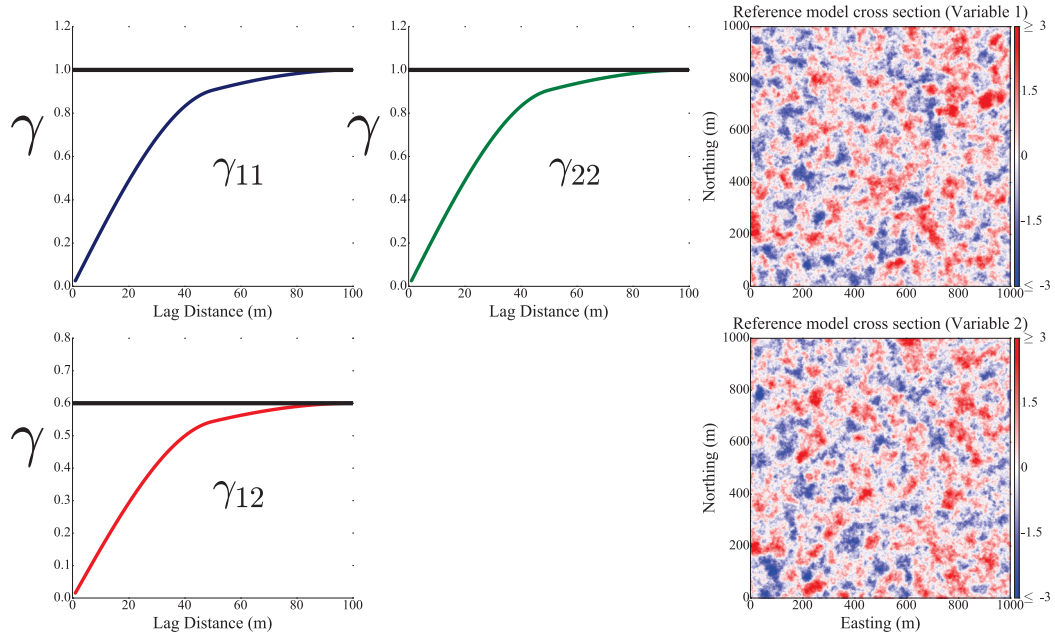 1.2
1.0
0.8
0.6
0.4
0.2
0.0
γ
γ11
0 20 40 60 80 100
Lag Distance (m)
1.2
1.0
0.8
0.6
0.4
0.2
0.0
γ
γ22
0 20 40 60 80 100
Lag Distance (m)
Reference model cross section (Variable 1)
1000
800
600
400
200
0
Northing (m)
0 200 400 600 800 1000
≥ 3
1.5
0
-1.5
≤ -3
0.8
0.7
0.6
0.5
0.4
0.3
0.2
0.1
0.0
γ
γ12
0 20 40 60 80 100
Lag Distance (m)
Reference model cross section (Variable 2)
1000
800
600
400
200
0
Northing (m)
0 200 400 600 800 1000
Easting (m)
≥ 3
1.5
0
-1.5
≤ -3